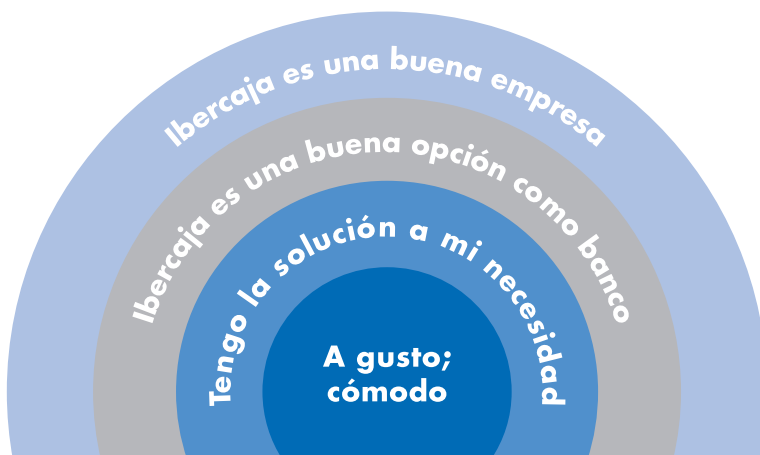 Ibercaja es una buena empresa
Ibercaja es una buena opción como banco
Tengo la solución a mi necesidad
A gusto;
cómodo